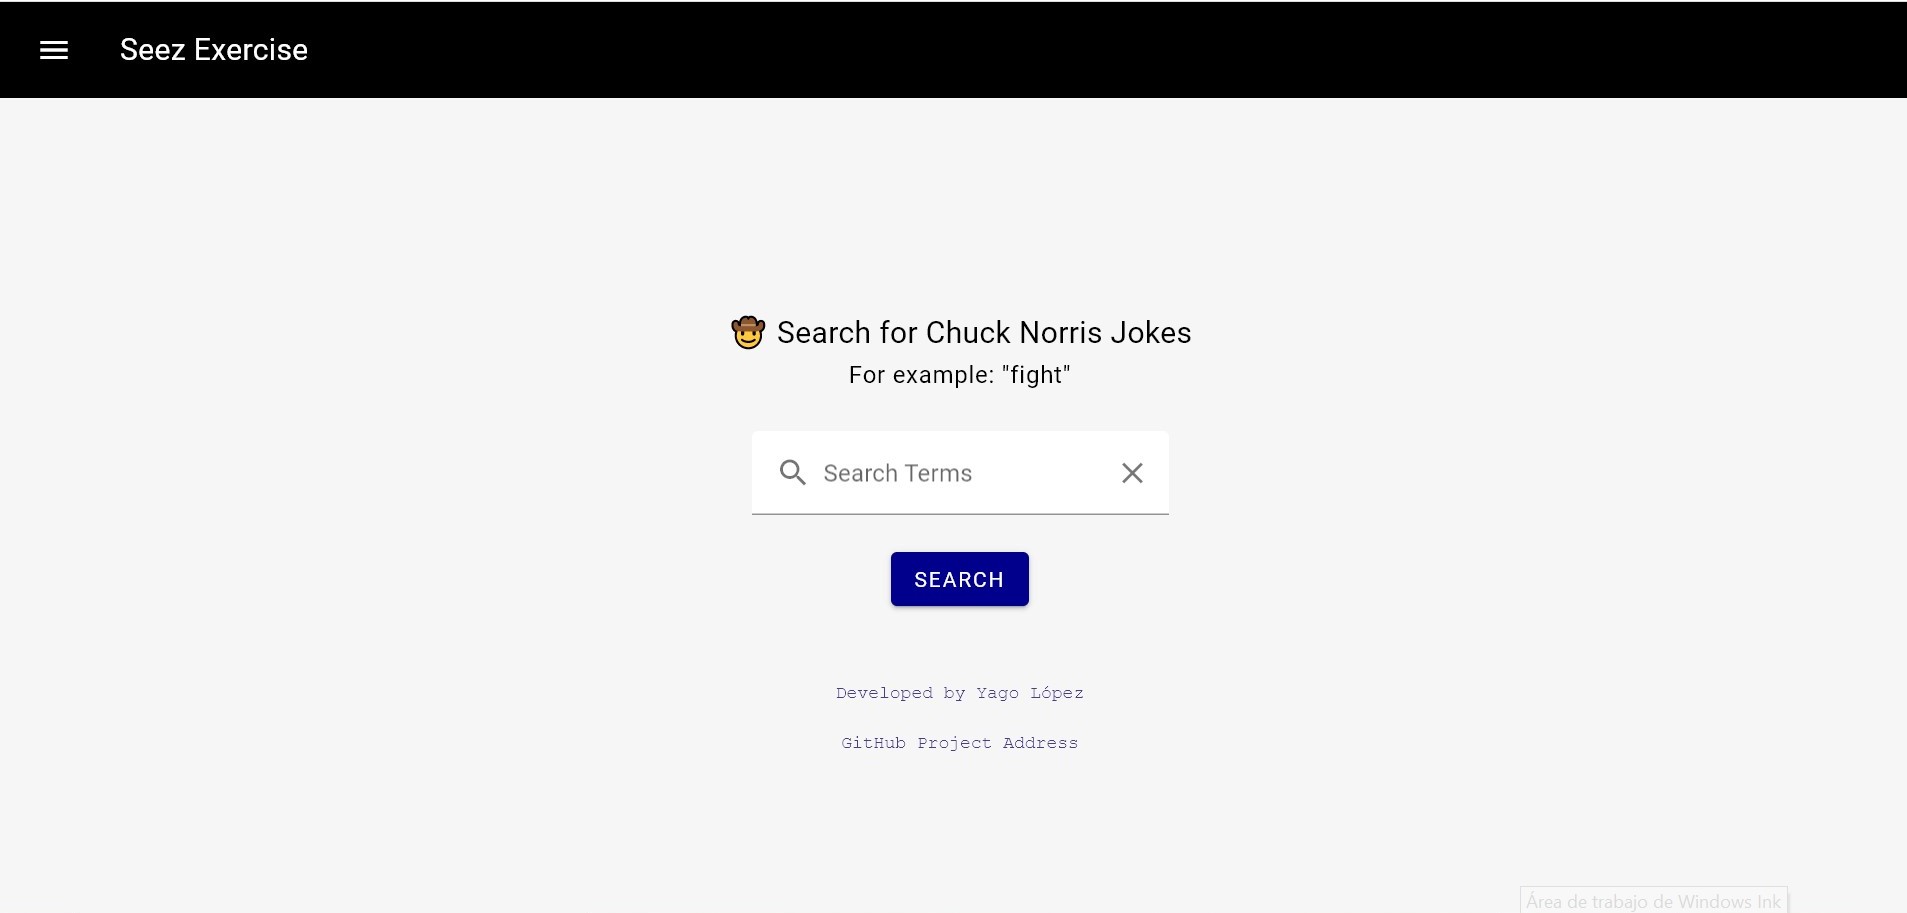 Seez Exercise
🤠 Search for Chuck Norris Jokes
For example: "fight"
Search Terms
SEARCH
Developed by Yago López
GitHub Project Address
Área de trabajo de Windows Ink